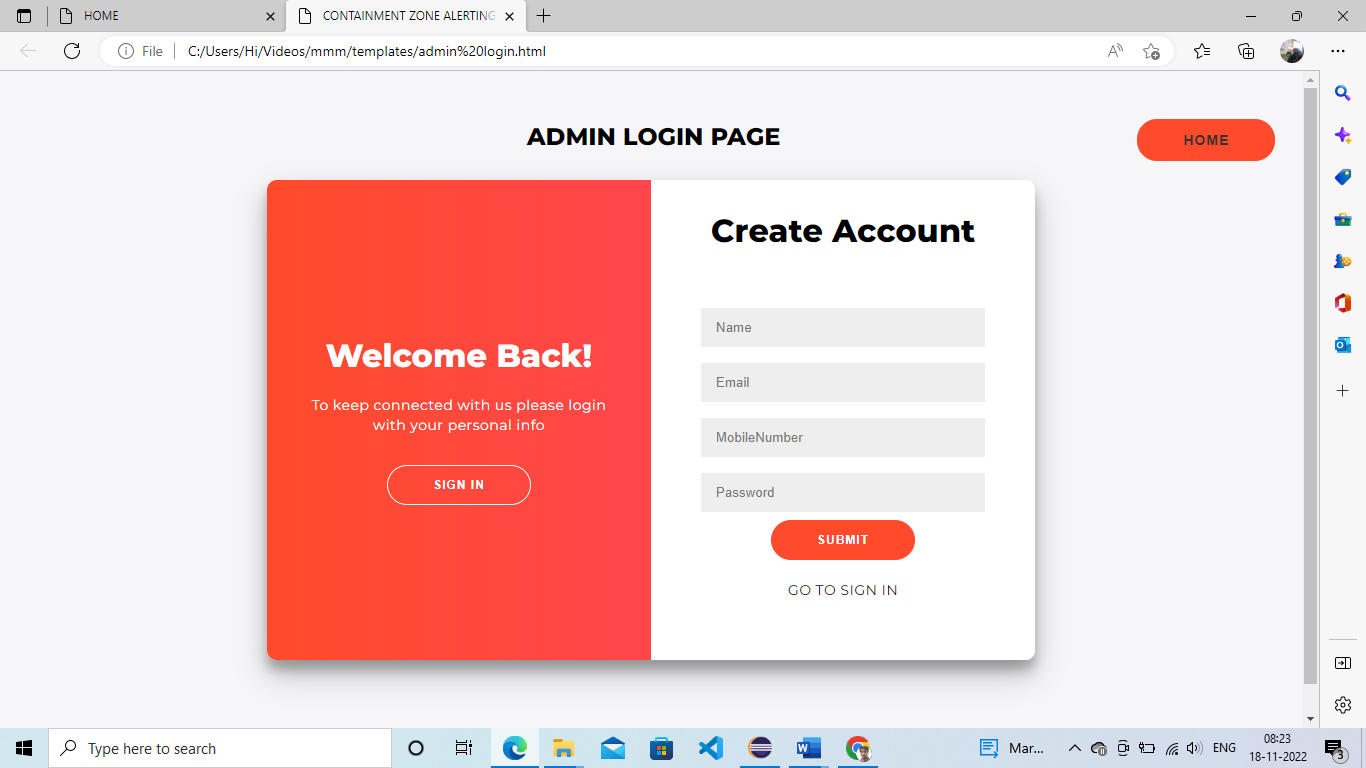 HOME
CONTAINMENT ZONE ALERTING
File
C:/Users/Hi/Videos/mmm/templates/admin%20login.html
ADMIN LOGIN PAGE
HOME
Welcome Back!
To keep connected with us please login
with your personal info
SIGN IN
Create Account
Name
Email
MobileNumber
Password
SUBMIT
GO TO SIGN IN
Type here to search
Mar...
ENG
08:23
18-11-2022
3